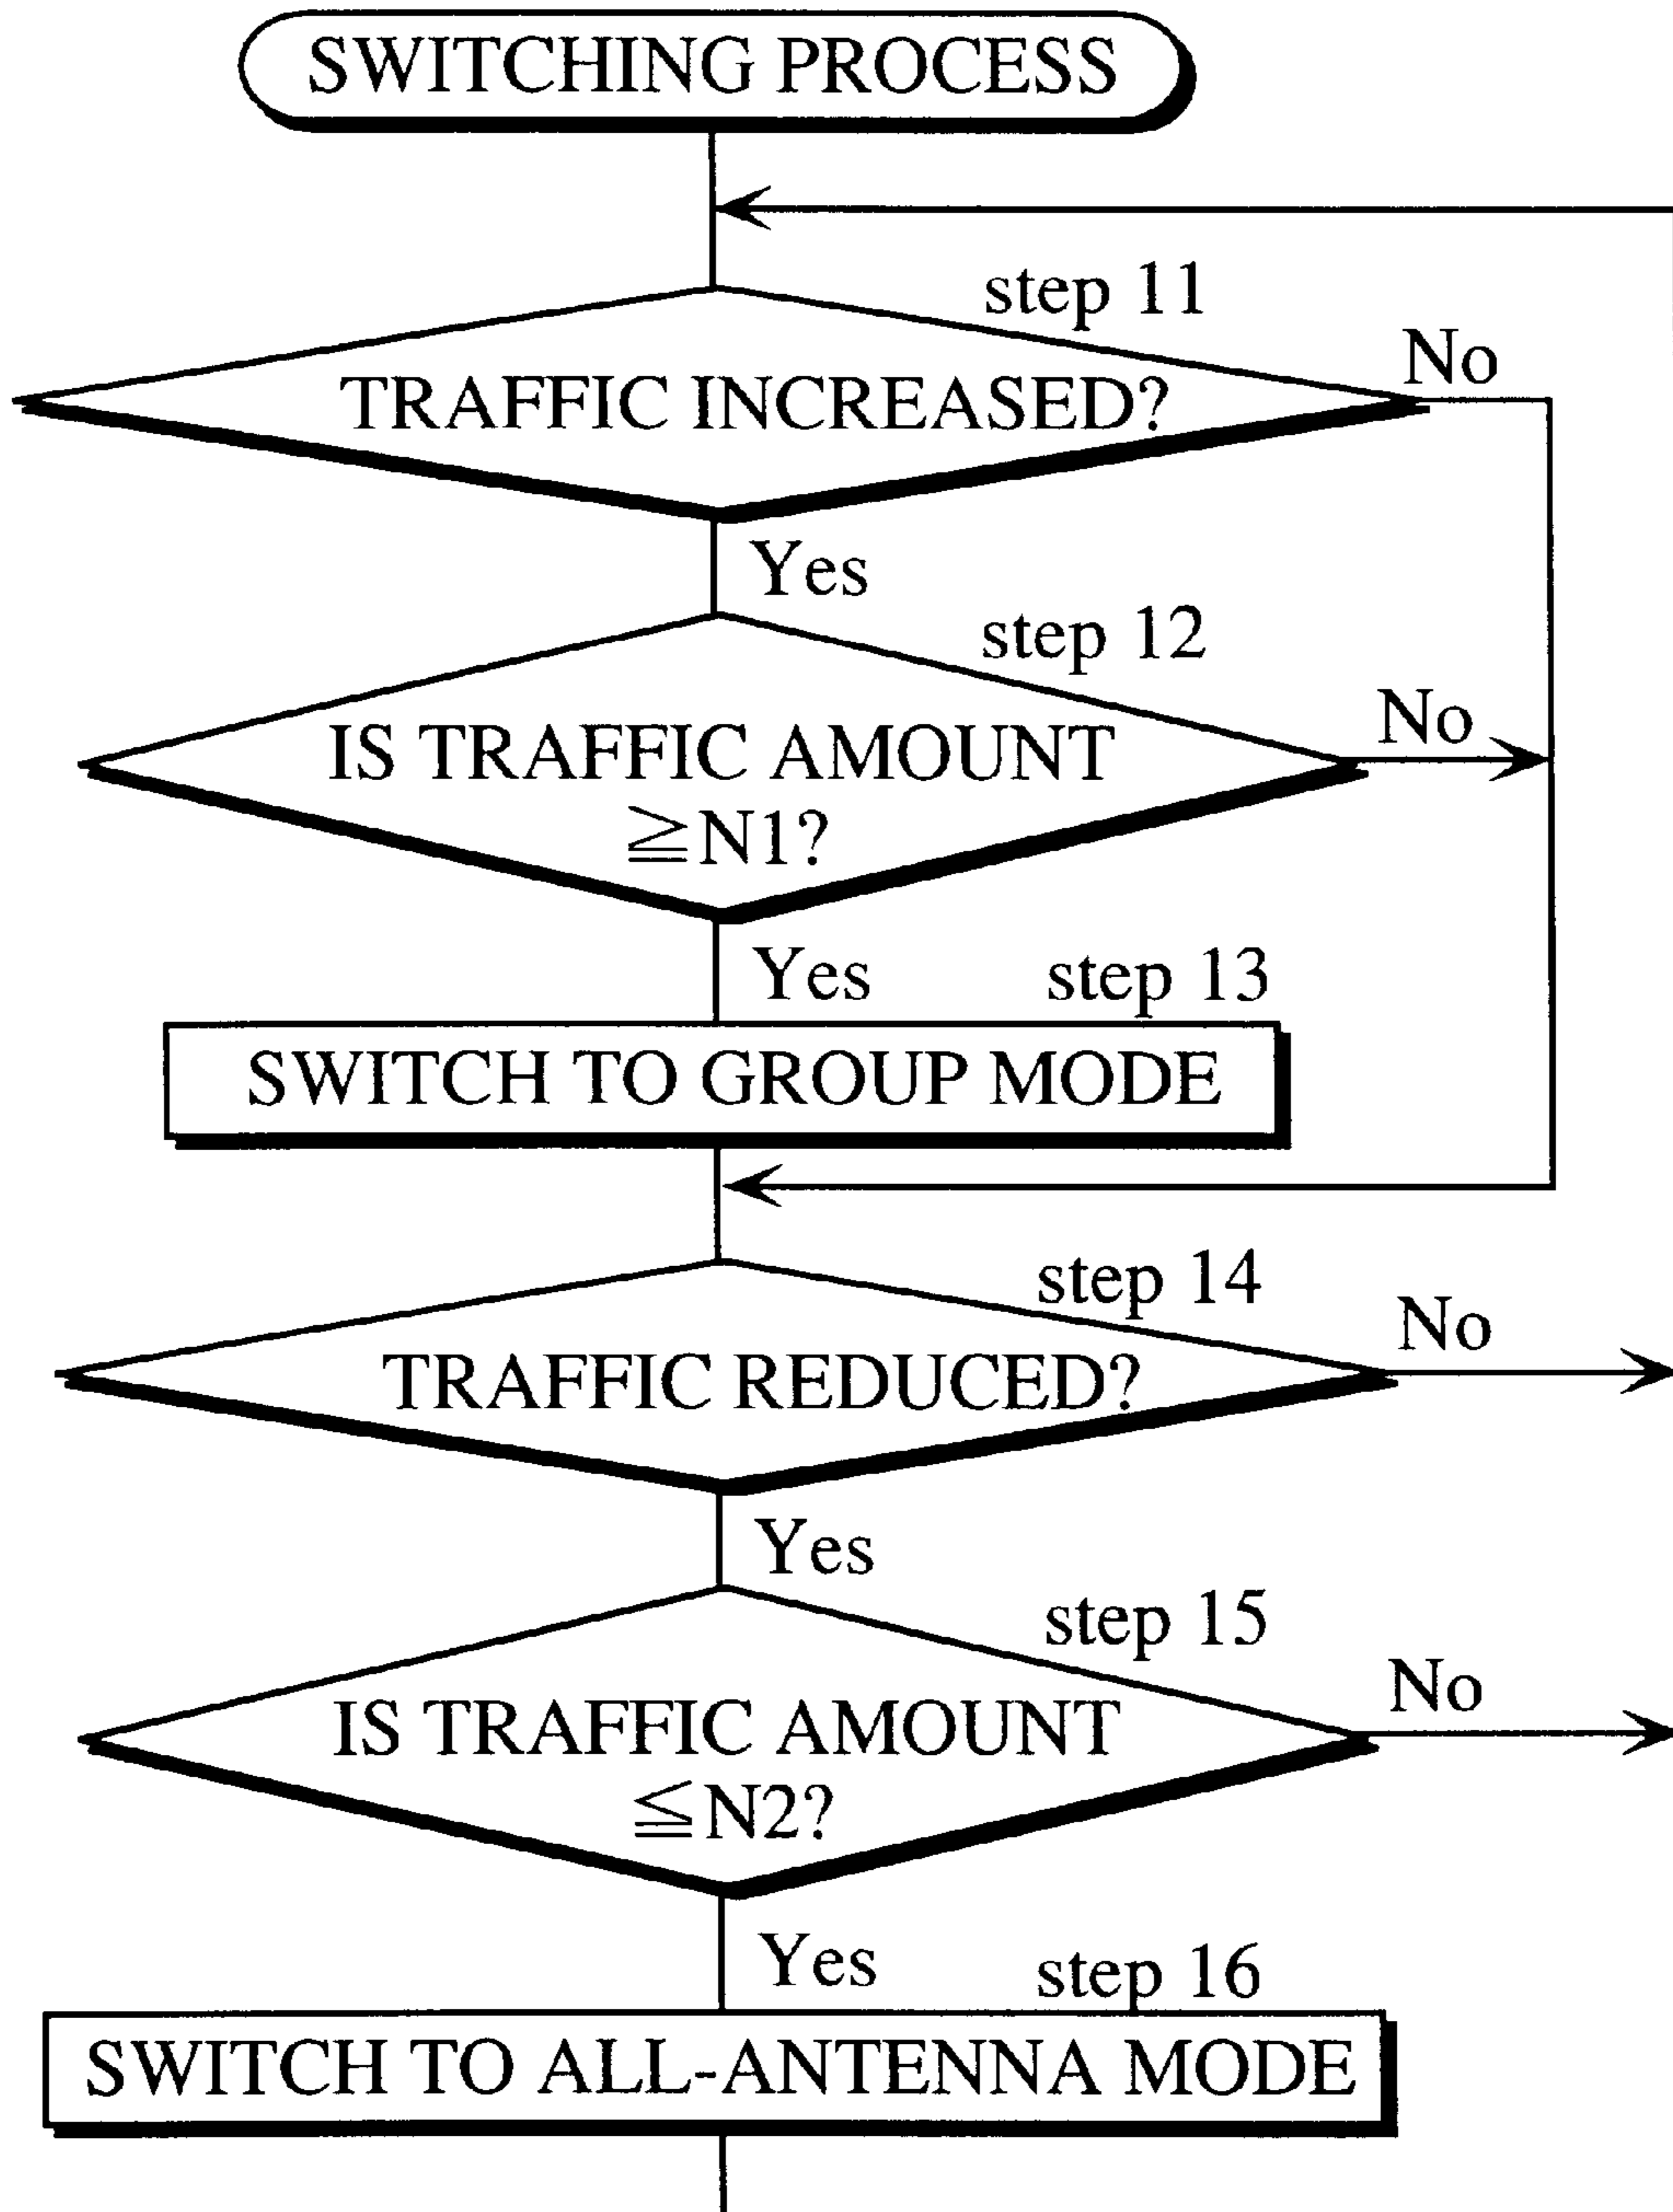 SWITCHING PROCESS
step 11
TRAFFIC INCREASED?
No
Yes
step 12
IS TRAFFIC AMOUNT
≧N1?
No
Yes
step 13
SWITCH TO GROUP MODE
step 14
TRAFFIC REDUCED?
No
Yes
step 15
IS TRAFFIC AMOUNT
≦N2?
No
Yes
step 16
SWITCH TO ALL-ANTENNA MODE